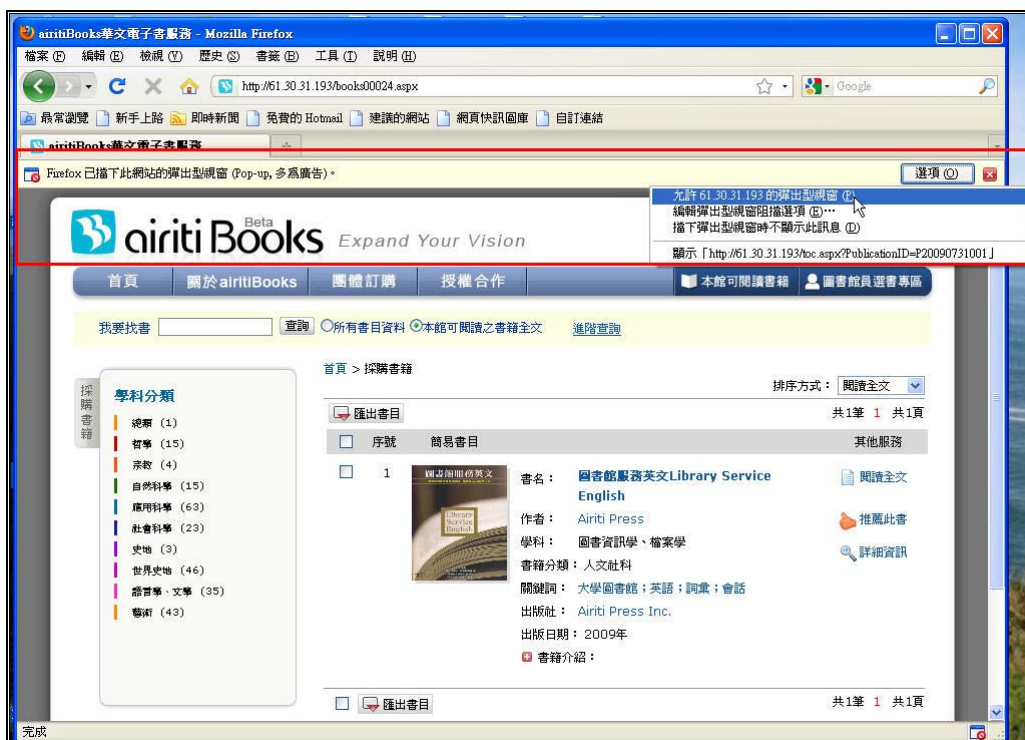 airitiBooks華文電子書服務 - Mozilla Firefox
檔案(F) 編輯(E) 檢視(V) 歷史(S) 書籤(B) 工具(T) 說明(H)
http://61.30.31.193/books00024.aspx
Google
最常瀏覽 新手上路 即時新聞 免費的 Hotmail 建議的網站 網頁快訊圖庫 自訂連結
airitiBooks華文電子書服務
Firefox 已擋下此網站的彈出型視窗 (Pop-up, 多為廣告)。
選項(O)
允許 61.30.31.193 的彈出型視窗 (P)
編輯彈出型視窗阻擋選項 (E)…
擋下彈出型視窗時不顯示此訊息 (D)
顯示「http://61.30.31.193/toc.aspx?PublicationID=P20090731001」
airiti Books Beta Expand Your Vision
首頁 關於airitiBooks 團體訂購 授權合作 本館可閱讀書籍 圖書館員選書專區
我要找書 查詢 所有書目資料 本館可閱讀之書籍全文 進階查詢
採購書籍
學科分類
總類 (1)
哲學 (15)
宗教 (4)
自然科學 (15)
應用科學 (63)
社會科學 (23)
史地 (3)
世界史地 (46)
語言學、文學 (35)
藝術 (43)
首頁 > 採購書籍
排序方式： 閱讀全文
匯出書目 共1筆 1 共1頁
序號 簡易書目 其他服務
1
圖書館服務英文
Library
Service
English
書名： 圖書館服務英文Library Service
English
作者： Airiti Press
學科： 圖書資訊學、檔案學
書籍分類：人文社科
關鍵詞： 大學圖書館；英語；詞彙；會話
出版社： Airiti Press Inc.
出版日期：2009年
書籍介紹：
閱讀全文
推薦此書
詳細資訊
匯出書目 共1筆 1 共1頁
完成